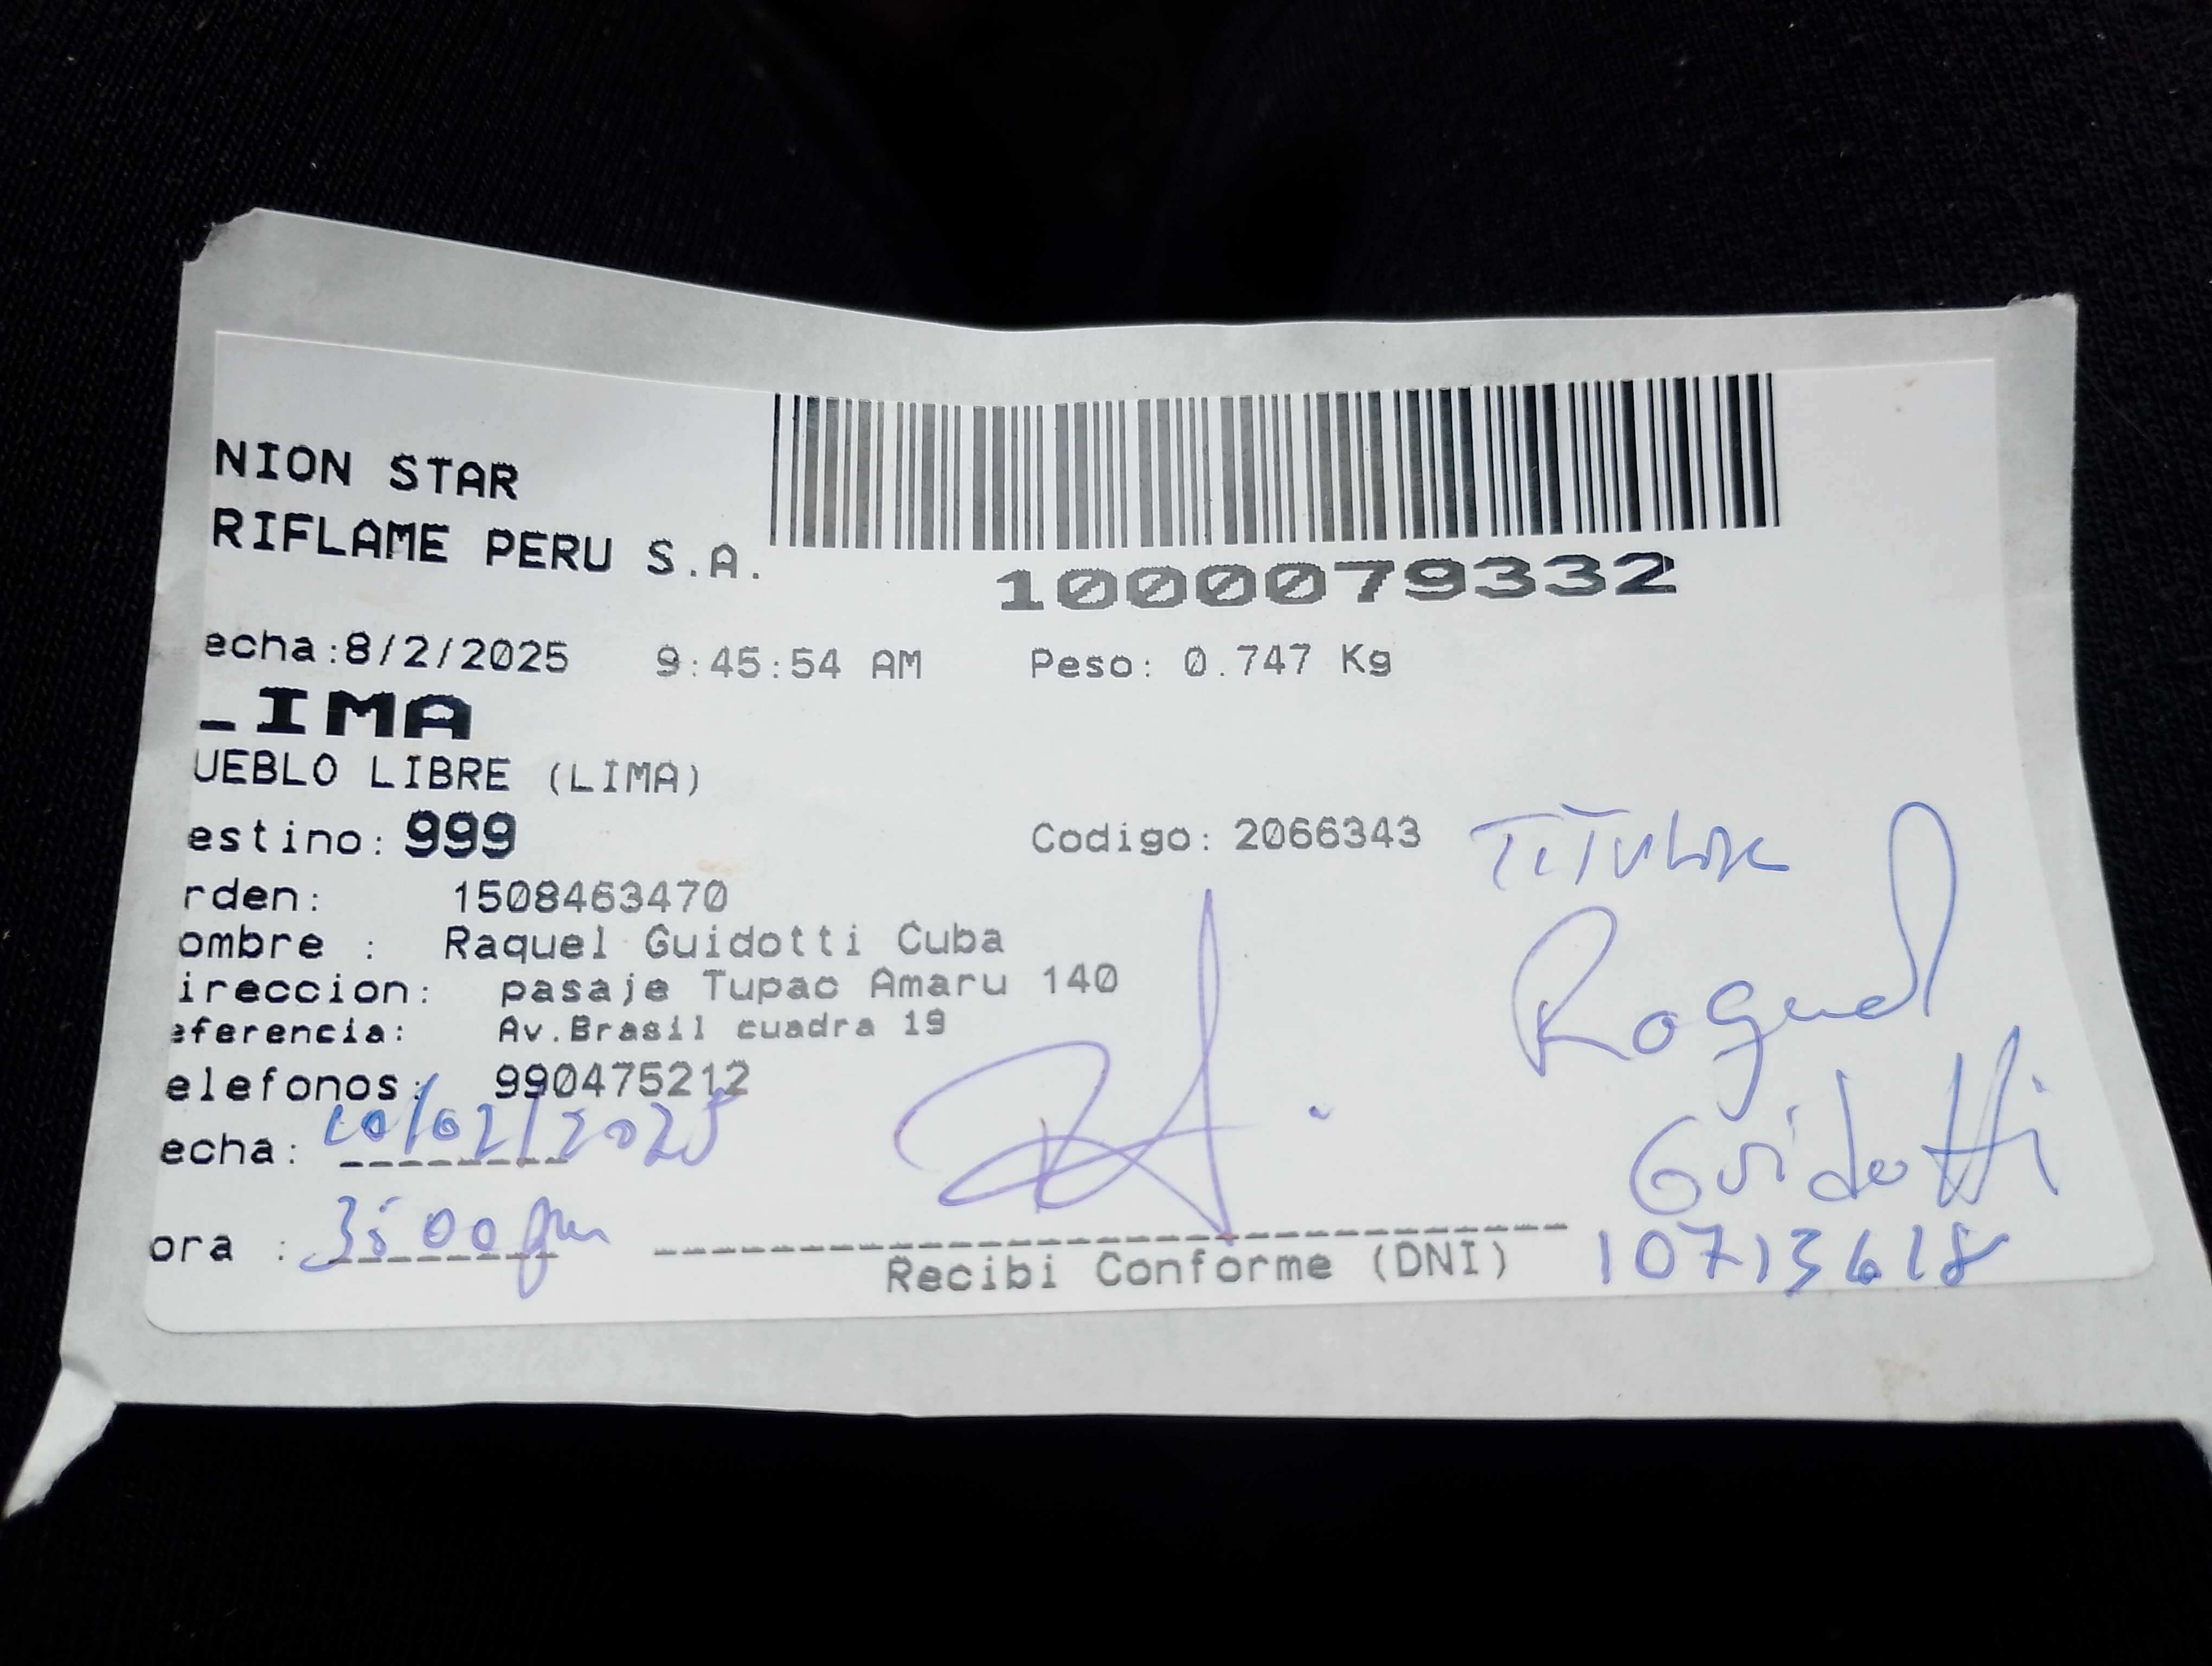 NION STAR
RIFLAME PERU S.A.
1000079332
echa:8/2/2025 9:45:54 AM Peso: 0.747 Kg
LIMA
UEBLO LIBRE (LIMA)
estino: 999 Codigo: 2066343 TITULAR
rden: 1508463470
ombre : Raquel Guidotti Cuba
ireccion: pasaje Tupac Amaru 140
eferencia: Av.Brasil cuadra 19
Raquel
elefonos: 990475212
echa: 10/02/2025
Guidotti
ora : 3:00 pm
Recibi Conforme (DNI) 10713618